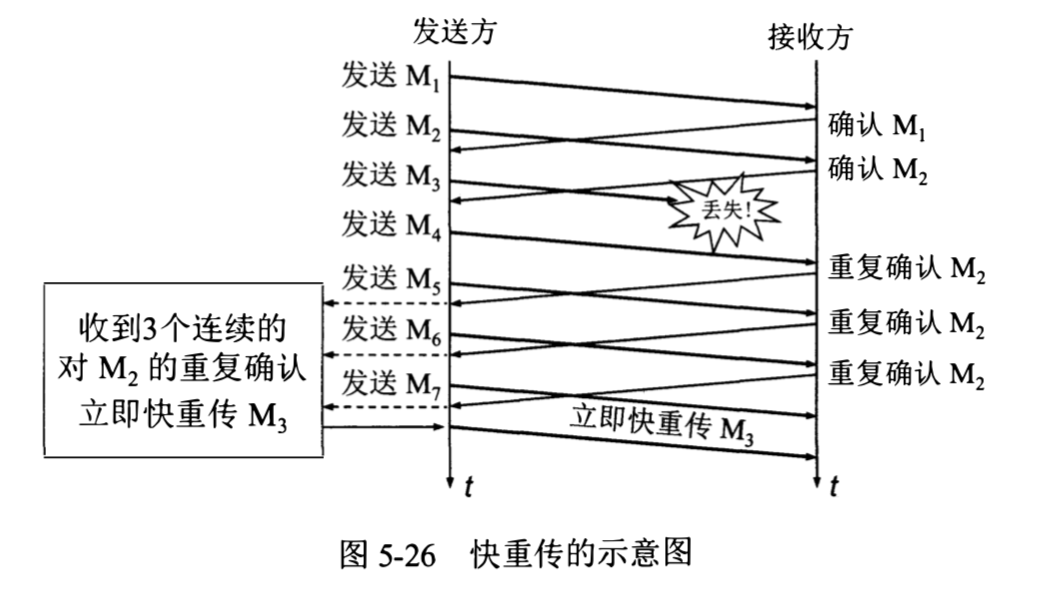 发送方
接收方
发送 M₁
确认 M₁
发送 M₂
确认 M₂
发送 M₃
丢失!
发送 M₄
重复确认 M₂
发送 M₅
重复确认 M₂
发送 M₆
重复确认 M₂
发送 M₇
收到3个连续的
对 M₂ 的重复确认
立即快重传 M₃
立即快重传 M₃
t
t
图 5-26 快重传的示意图